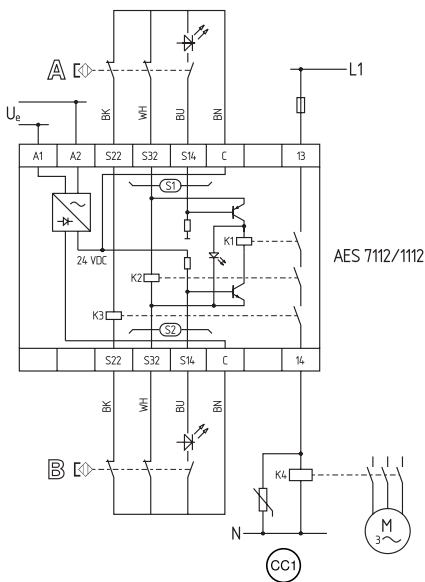 A
L1
BK
WH
BU
BN
Ue
A1 A2 S22 S32 S14 C 13
S1
K1
24 VDC
AES 7112/1112
K2
K3
S2
S22 S32 S14 C 14
BK
WH
BU
BN
B
K4
M
3
N
CC1